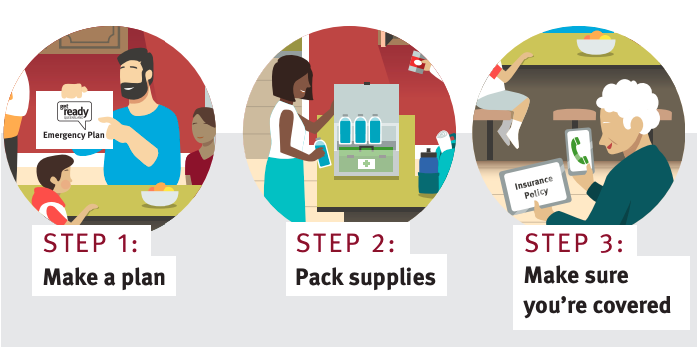 get
ready
QUEENSLAND
Emergency Plan
Insurance
Policy
STEP 1:
Make a plan
STEP 2:
Pack supplies
STEP 3:
Make sure
you're covered